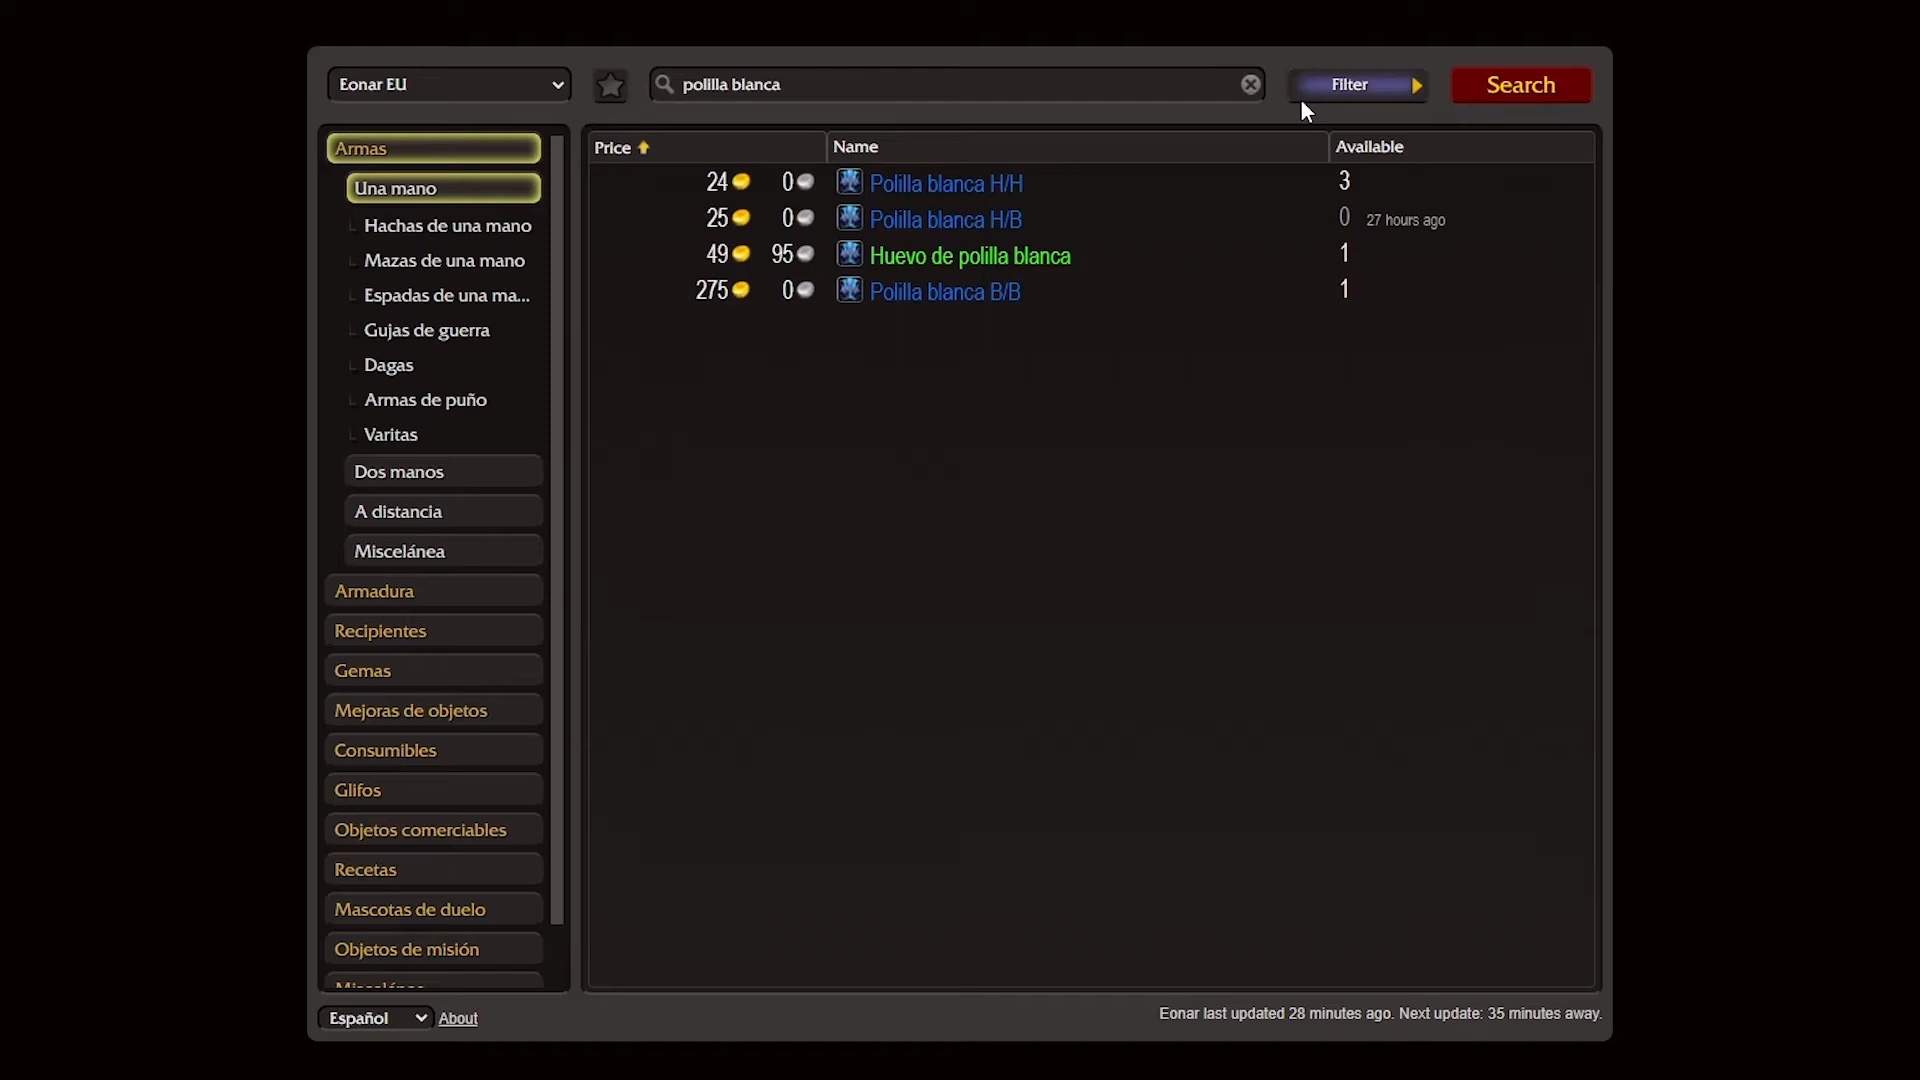 Eonar EU
polilla blanca
Filter
Search
Armas
Una mano
Hachas de una mano
Mazas de una mano
Espadas de una ma...
Gujas de guerra
Dagas
Armas de puño
Varitas
Dos manos
A distancia
Miscelánea
Armadura
Recipientes
Gemas
Mejoras de objetos
Consumibles
Glifos
Objetos comerciables
Recetas
Mascotas de duelo
Objetos de misión
Miscelánea
Price Name Available
24 0 Polilla blanca H/H 3
25 0 Polilla blanca H/B 0 27 hours ago
49 95 Huevo de polilla blanca 1
275 0 Polilla blanca B/B 1
Español About
Eonar last updated 28 minutes ago. Next update: 35 minutes away.